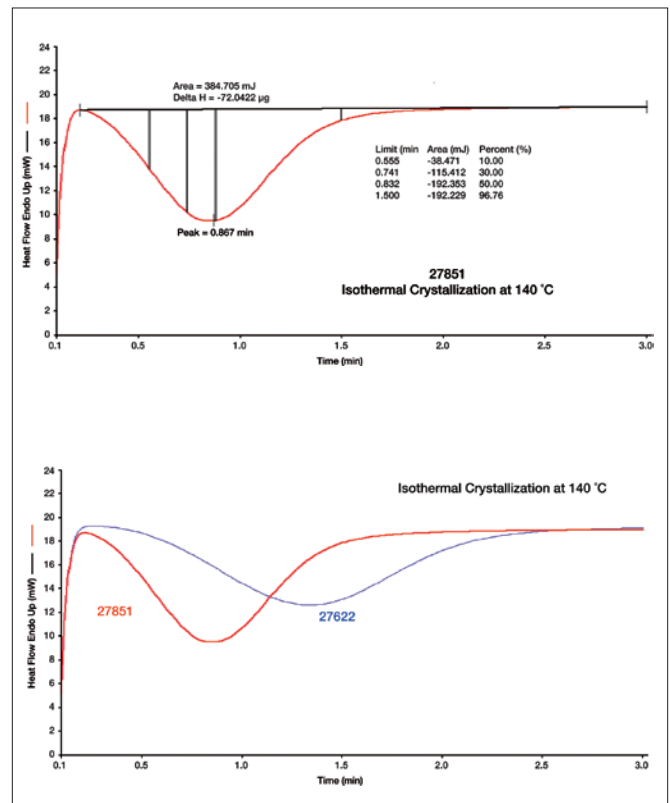 24
22
20
18
16
14
12
10
8
6
4
2
0
Heat Flow Endo Up (mW)
Area = 384.705 mJ
Delta H = -72.0422 µg
Limit (min Area (mJ) Percent (%)
0.555 -38.471 10.00
0.741 -115.412 30.00
0.832 -192.353 50.00
1.500 -192.229 96.76
Peak = 0.867 min
27851
Isothermal Crystallization at 140 ˚C
0.1 0.5 1.0 1.5 2.0 2.5 3.0
Time (min)
24
22
20
18
16
14
12
10
8
6
4
2
0
Heat Flow Endo Up (mW)
Isothermal Crystallization at 140 ˚C
27851
27622
0.1 0.5 1.0 1.5 2.0 2.5 3.0
Time (min)